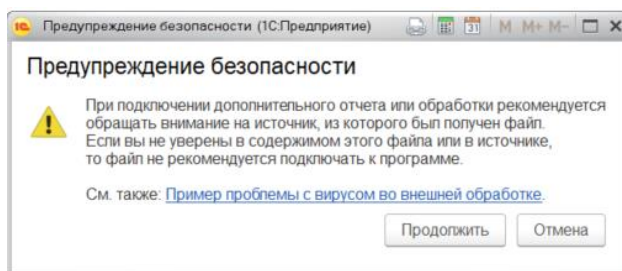 1С Предупреждение безопасности (1С:Предприятие) 31 M M+ M-
Предупреждение безопасности
При подключении дополнительного отчета или обработки рекомендуется
обращать внимание на источник, из которого был получен файл.
Если вы не уверены в содержимом этого файла или в источнике,
то файл не рекомендуется подключать к программе.
См. также: Пример проблемы с вирусом во внешней обработке.
Продолжить Отмена